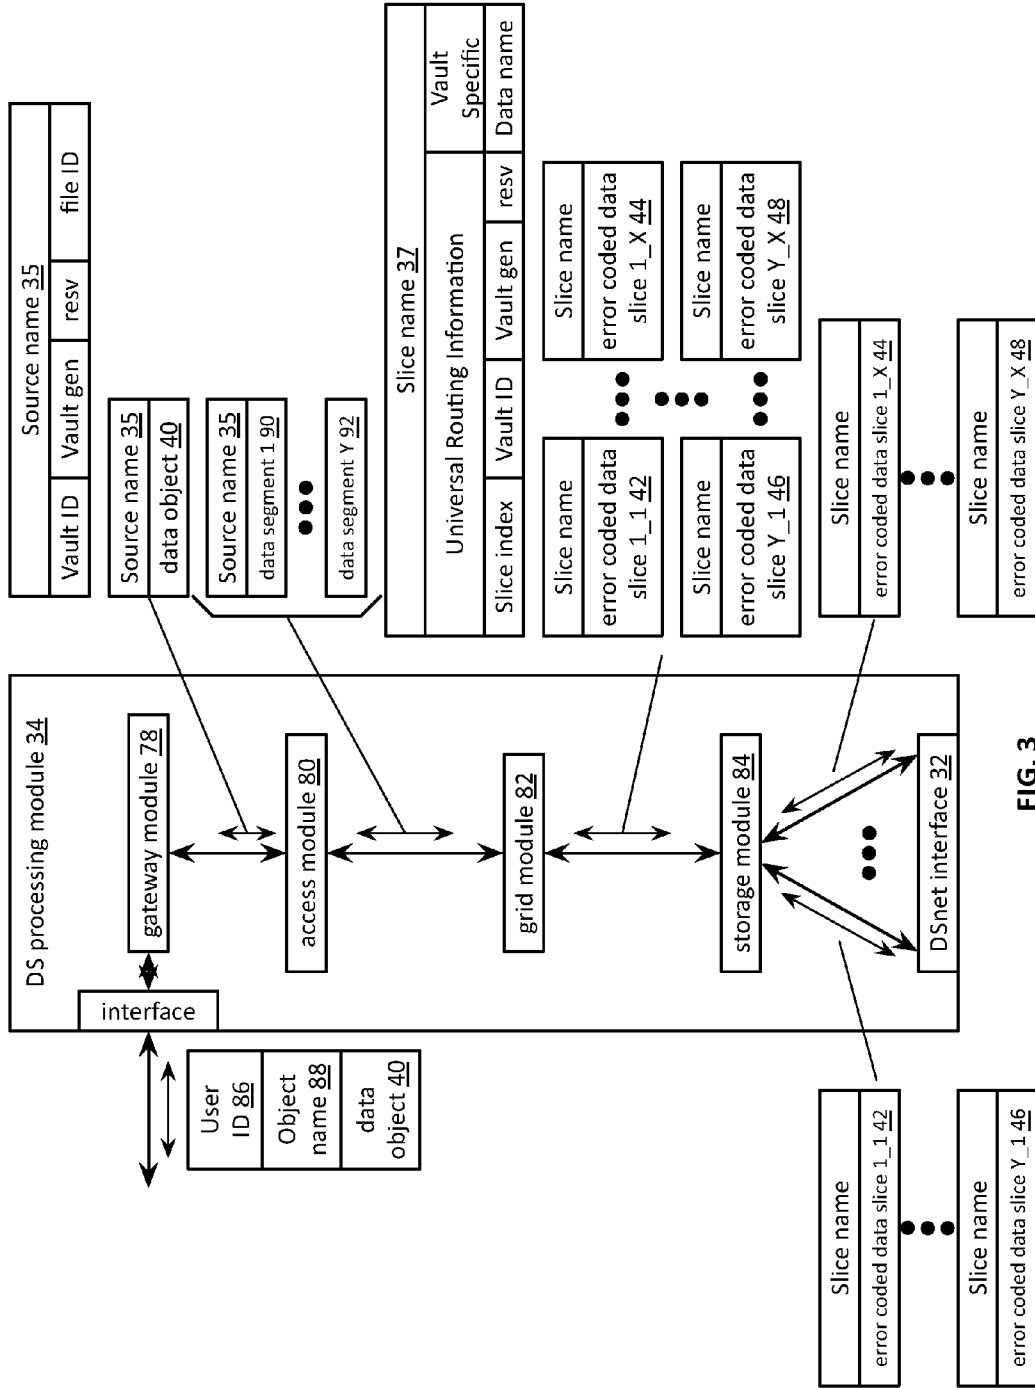 Source name 35
Vault ID
Vault gen
resv
file ID
Source name 35
data object 40
Source name 35
data segment 1 90
data segment Y 92
Slice name 37
Universal Routing Information
Vault
Specific
Slice index
Vault ID
Vault gen
resv
Data name
Slice name
error coded data
slice 1_1 42
Slice name
error coded data
slice 1_X 44
Slice name
error coded data
slice Y_1 46
Slice name
error coded data
slice Y_X 48
DS processing module 34
interface
gateway module 78
access module 80
grid module 82
storage module 84
DSnet interface 32
User
ID 86
Object
name 88
data
object 40
Slice name
error coded data slice 1_1 42
Slice name
error coded data slice Y_1 46
Slice name
error coded data slice 1_X 44
Slice name
error coded data slice Y_X 48
FIG. 3